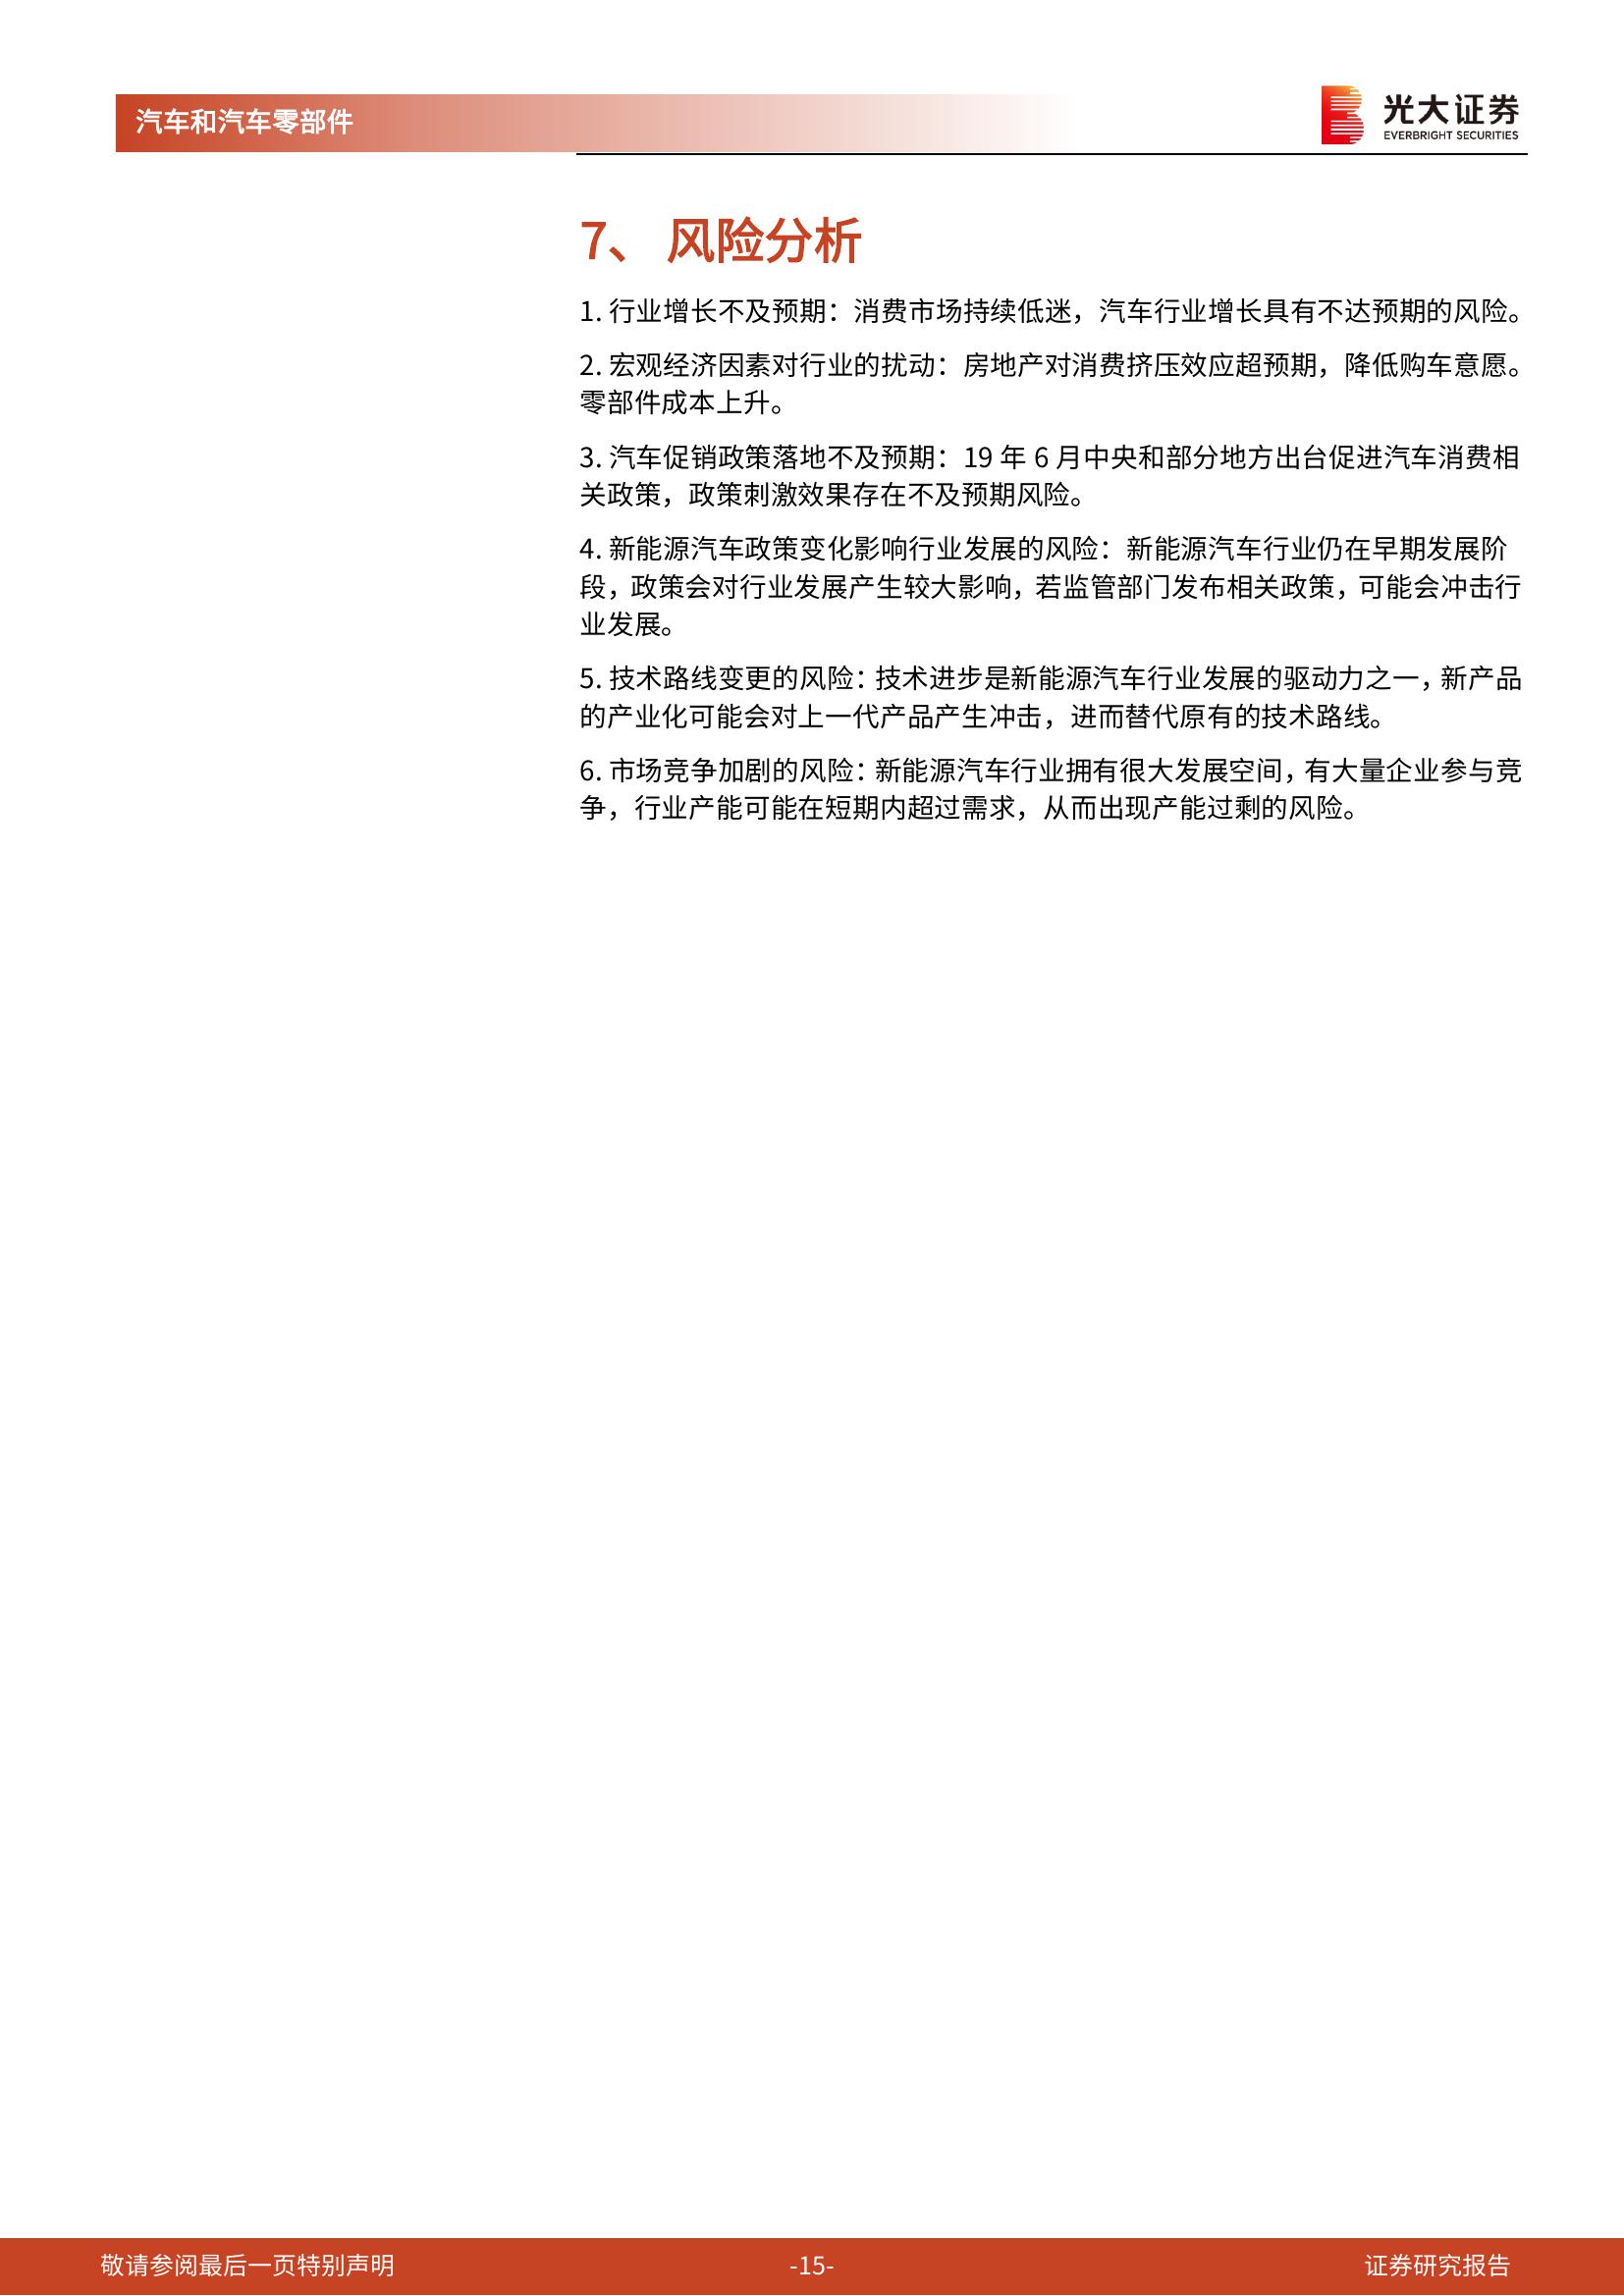 汽车和汽车零部件
光大证券
EVERBRIGHT SECURITIES
7、 风险分析
1. 行业增长不及预期：消费市场持续低迷，汽车行业增长具有不达预期的风险。
2. 宏观经济因素对行业的扰动：房地产对消费挤压效应超预期，降低购车意愿。
零部件成本上升。
3. 汽车促销政策落地不及预期：19 年 6 月中央和部分地方出台促进汽车消费相
关政策，政策刺激效果存在不及预期风险。
4. 新能源汽车政策变化影响行业发展的风险：新能源汽车行业仍在早期发展阶
段，政策会对行业发展产生较大影响，若监管部门发布相关政策，可能会冲击行
业发展。
5. 技术路线变更的风险：技术进步是新能源汽车行业发展的驱动力之一，新产品
的产业化可能会对上一代产品产生冲击，进而替代原有的技术路线。
6. 市场竞争加剧的风险：新能源汽车行业拥有很大发展空间，有大量企业参与竞
争，行业产能可能在短期内超过需求，从而出现产能过剩的风险。
敬请参阅最后一页特别声明
-15-
证券研究报告